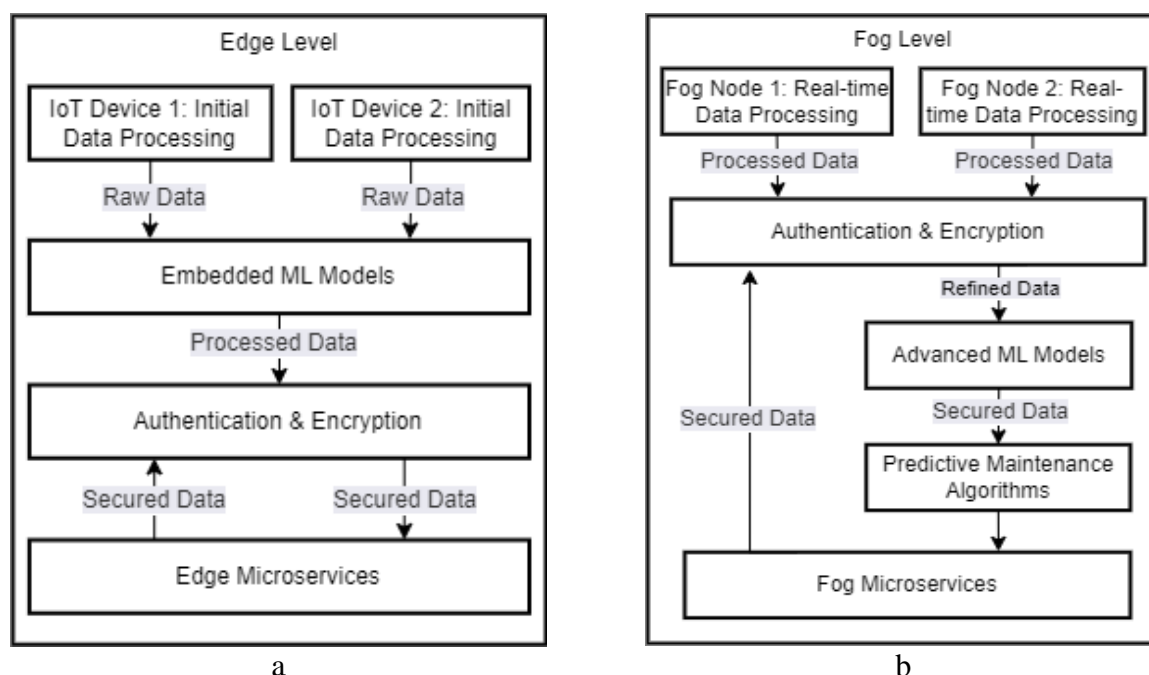 Edge Level
IoT Device 1: Initial
Data Processing
IoT Device 2: Initial
Data Processing
Raw Data
Raw Data
Embedded ML Models
Processed Data
Authentication & Encryption
Secured Data
Secured Data
Edge Microservices
a
Fog Level
Fog Node 1: Real-time
Data Processing
Fog Node 2: Real-
time Data Processing
Processed Data
Processed Data
Authentication & Encryption
Refined Data
Advanced ML Models
Secured Data
Secured Data
Predictive Maintenance
Algorithms
Fog Microservices
b